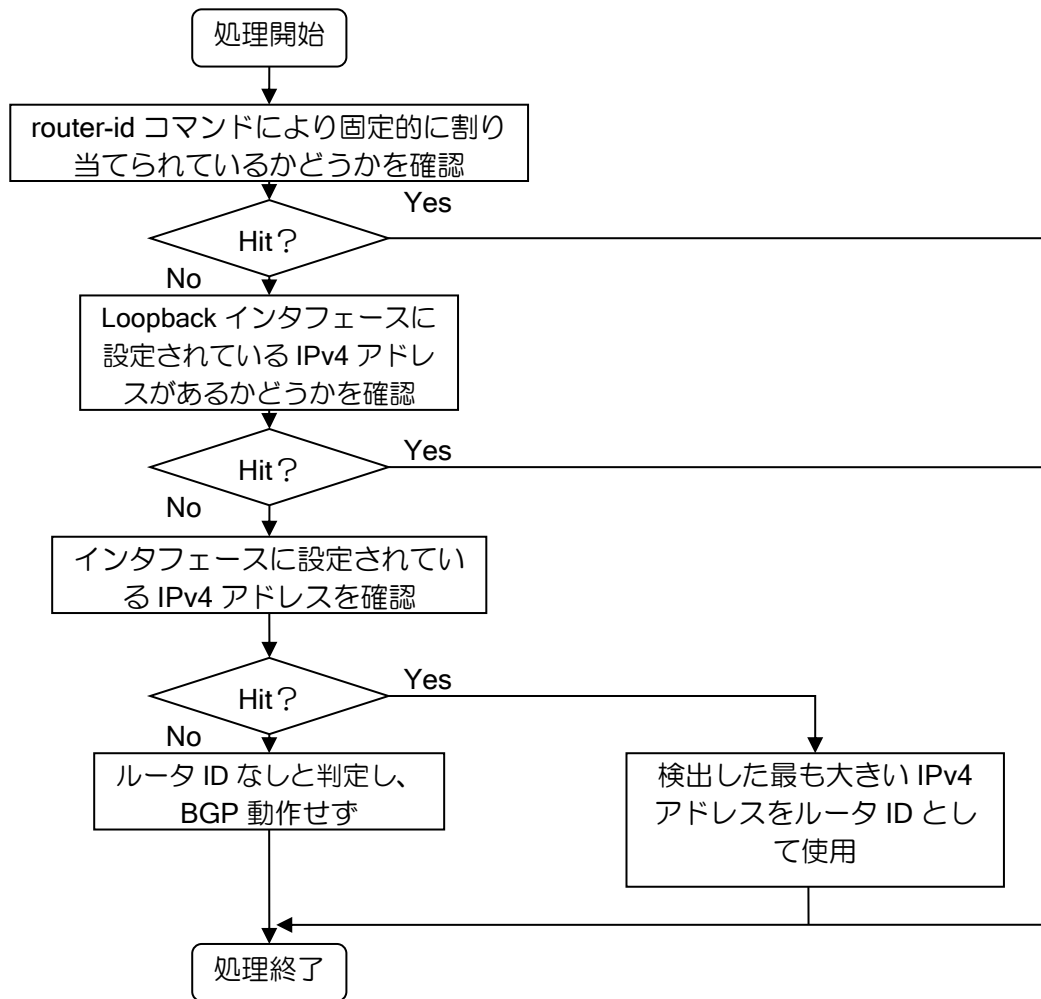 処理開始
router-id コマンドにより固定的に割り
当てられているかどうかを確認
Yes
Hit？
No
Loopback インタフェースに
設定されている IPv4 アドレ
スがあるかどうかを確認
Yes
Hit？
No
インタフェースに設定されてい
る IPv4 アドレスを確認
Yes
Hit？
No
ルータ ID なしと判定し、
BGP 動作せず
検出した最も大きい IPv4
アドレスをルータ ID とし
て使用
処理終了